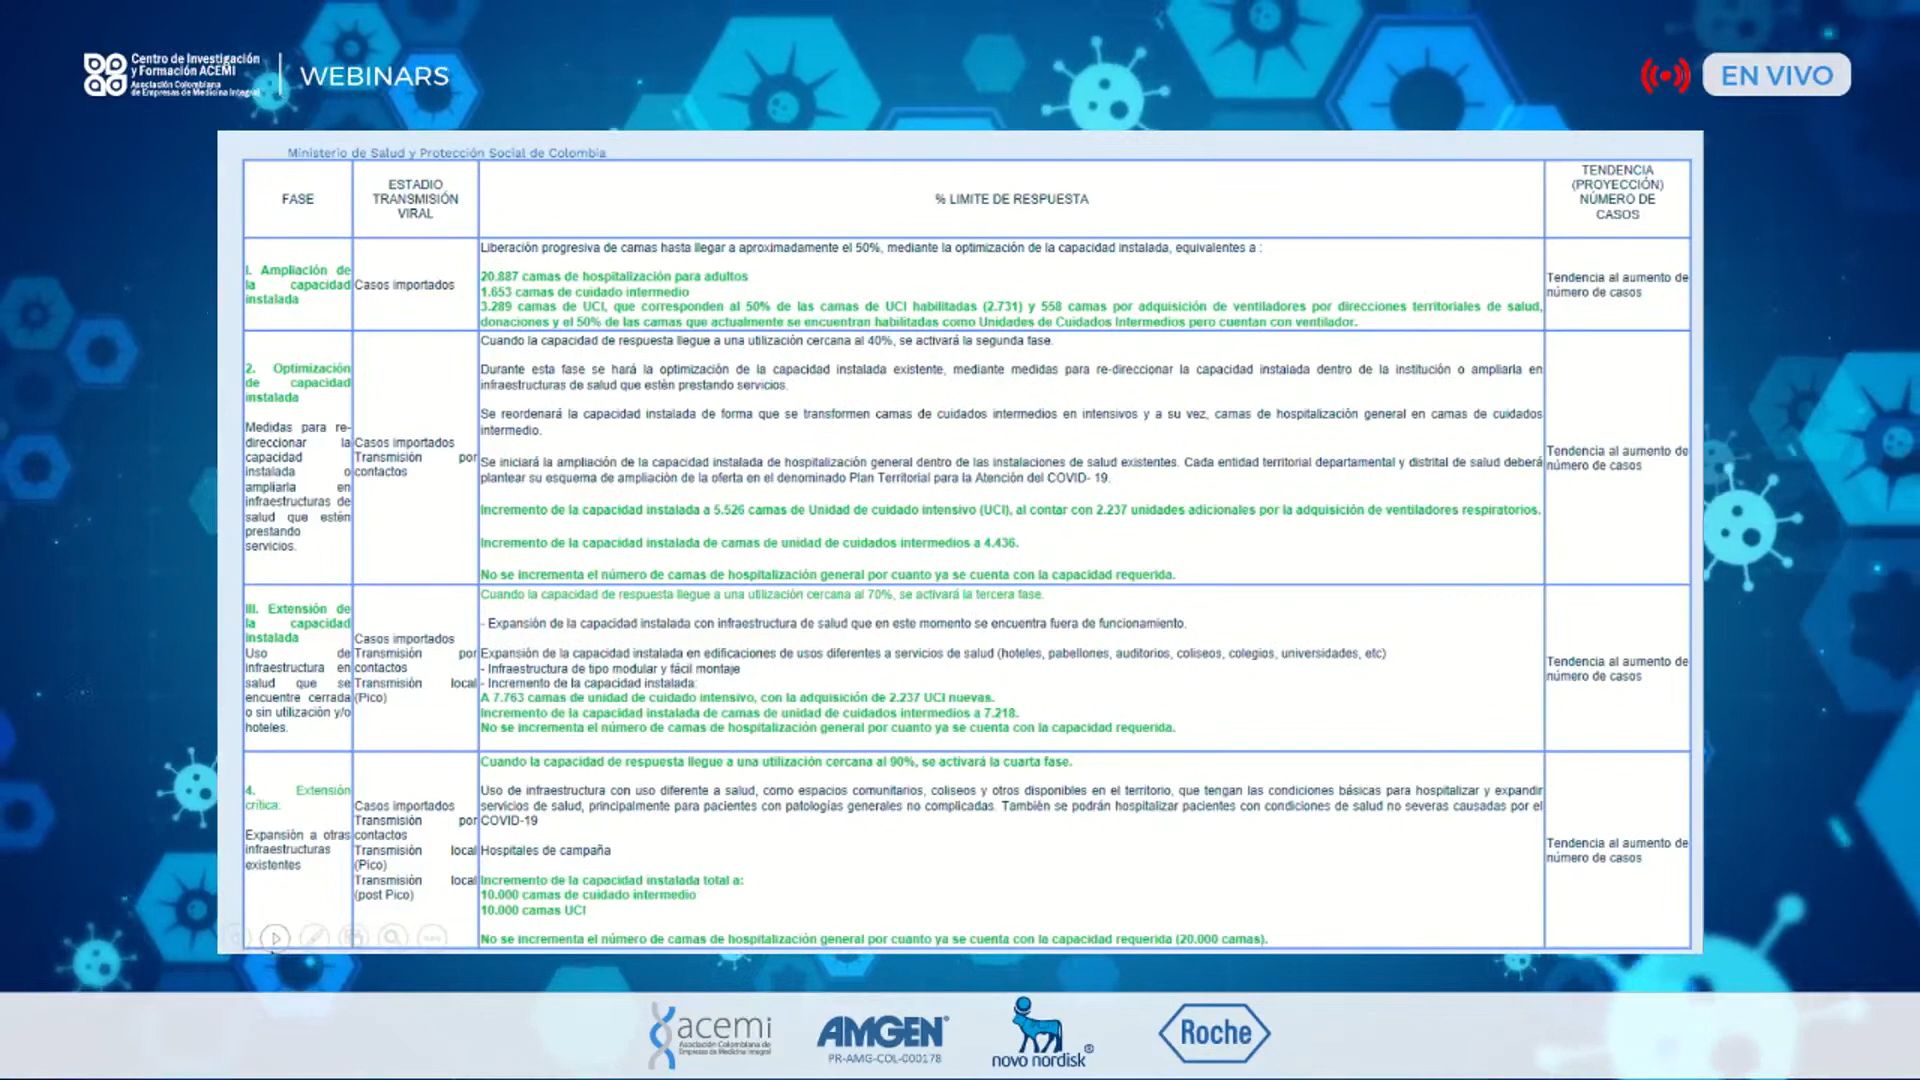 Centro de Investigación
y Formación ACEMI
Asociación Colombiana
de Empresas de Medicina Integral
WEBINARS
EN VIVO
Ministerio de Salud y Protección Social de Colombia
FASE
ESTADIO
TRANSMISIÓN
VIRAL
% LIMITE DE RESPUESTA
TENDENCIA
(PROYECCIÓN)
NÚMERO DE
CASOS
I. Ampliación de
la capacidad
instalada
Casos importados
Liberación progresiva de camas hasta llegar a aproximadamente el 50%, mediante la optimización de la capacidad instalada, equivalentes a :
20.887 camas de hospitalización para adultos
1.653 camas de cuidado intermedio
3.289 camas de UCI, que corresponden al 50% de las camas de UCI habilitadas (2.731) y 558 camas por adquisición de ventiladores por direcciones territoriales de salud,
donaciones y el 50% de las camas que actualmente se encuentran habilitadas como Unidades de Cuidados Intermedios pero cuentan con ventilador.
Tendencia al aumento de
número de casos
2. Optimización
de capacidad
instalada
Medidas para re-
direccionar la
capacidad
instalada o
ampliarla en
infraestructuras de
salud que estén
prestando
servicios.
Casos importados
Transmisión por
contactos
Cuando la capacidad de respuesta llegue a una utilización cercana al 40%, se activará la segunda fase.
Durante esta fase se hará la optimización de la capacidad instalada existente, mediante medidas para re-direccionar la capacidad instalada dentro de la institución o ampliarla en
infraestructuras de salud que estén prestando servicios.
Se reordenará la capacidad instalada de forma que se transformen camas de cuidados intermedios en intensivos y a su vez, camas de hospitalización general en camas de cuidados
intermedio.
Se iniciará la ampliación de la capacidad instalada de hospitalización general dentro de las instalaciones de salud existentes. Cada entidad territorial departamental y distrital de salud deberá
plantear su esquema de ampliación de la oferta en el denominado Plan Territorial para la Atención del COVID- 19.
Incremento de la capacidad instalada a 5.526 camas de Unidad de cuidado intensivo (UCI), al contar con 2.237 unidades adicionales por la adquisición de ventiladores respiratorios.
Incremento de la capacidad instalada de camas de unidad de cuidados intermedios a 4.436.
No se incrementa el número de camas de hospitalización general por cuanto ya se cuenta con la capacidad requerida.
Tendencia al aumento de
número de casos
III. Extensión de
la capacidad
instalada
Uso de
infraestructura en
salud que se
encuentre cerrada
o sin utilización y/o
hoteles.
Casos importados
Transmisión por
contactos
Transmisión local
(Pico)
Cuando la capacidad de respuesta llegue a una utilización cercana al 70%, se activará la tercera fase.
- Expansión de la capacidad instalada con infraestructura de salud que en este momento se encuentra fuera de funcionamiento.
Expansión de la capacidad instalada en edificaciones de usos diferentes a servicios de salud (hoteles, pabellones, auditorios, coliseos, colegios, universidades, etc)
- Infraestructura de tipo modular y fácil montaje
- Incremento de la capacidad instalada:
A 7.763 camas de unidad de cuidado intensivo, con la adquisición de 2.237 UCI nuevas.
Incremento de la capacidad instalada de camas de unidad de cuidados intermedios a 7.218.
No se incrementa el número de camas de hospitalización general por cuanto ya se cuenta con la capacidad requerida.
Tendencia al aumento de
número de casos
4. Extensión
crítica:
Expansión a otras
infraestructuras
existentes
Casos importados
Transmisión por
contactos
Transmisión local
(Pico)
Transmisión local
(post Pico)
Cuando la capacidad de respuesta llegue a una utilización cercana al 90%, se activará la cuarta fase.
Uso de infraestructura con uso diferente a salud, como espacios comunitarios, coliseos y otros disponibles en el territorio, que tengan las condiciones básicas para hospitalizar y expandir
servicios de salud, principalmente para pacientes con patologías generales no complicadas. También se podrán hospitalizar pacientes con condiciones de salud no severas causadas por el
COVID-19
Hospitales de campaña
Incremento de la capacidad instalada total a:
10.000 camas de cuidado intermedio
10.000 camas UCI
No se incrementa el número de camas de hospitalización general por cuanto ya se cuenta con la capacidad requerida (20.000 camas).
Tendencia al aumento de
número de casos
acemi
Asociación Colombiana de
Empresas de Medicina Integral
AMGEN®
PR-AMG-COL-000178
novo nordisk®
Roche